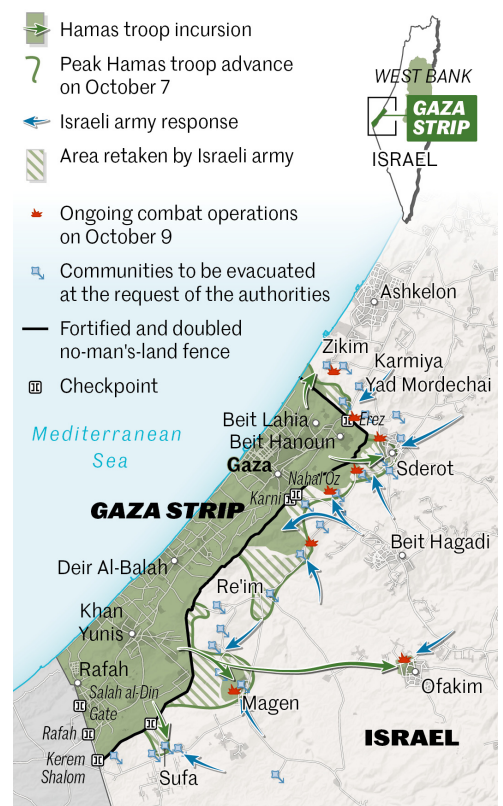 Hamas troop incursion
Peak Hamas troop advance
on October 7
Israeli army response
Area retaken by Israeli army
Ongoing combat operations
on October 9
Communities to be evacuated
at the request of the authorities
Fortified and doubled
no-man's-land fence
Checkpoint
WEST BANK
GAZA
STRIP
ISRAEL
Ashkelon
Zikim
Karmiya
Yad Mordechai
Beit Lahia
Erez
Beit Hanoun
Mediterranean
Sea
Gaza
Sderot
Nahal Oz
Karni
GAZA STRIP
Beit Hagadi
Deir Al-Balah
Re'im
Khan
Yunis
Rafah
Salah al-Din
Gate
Ofakim
Magen
Rafah
ISRAEL
Kerem
Shalom
Sufa